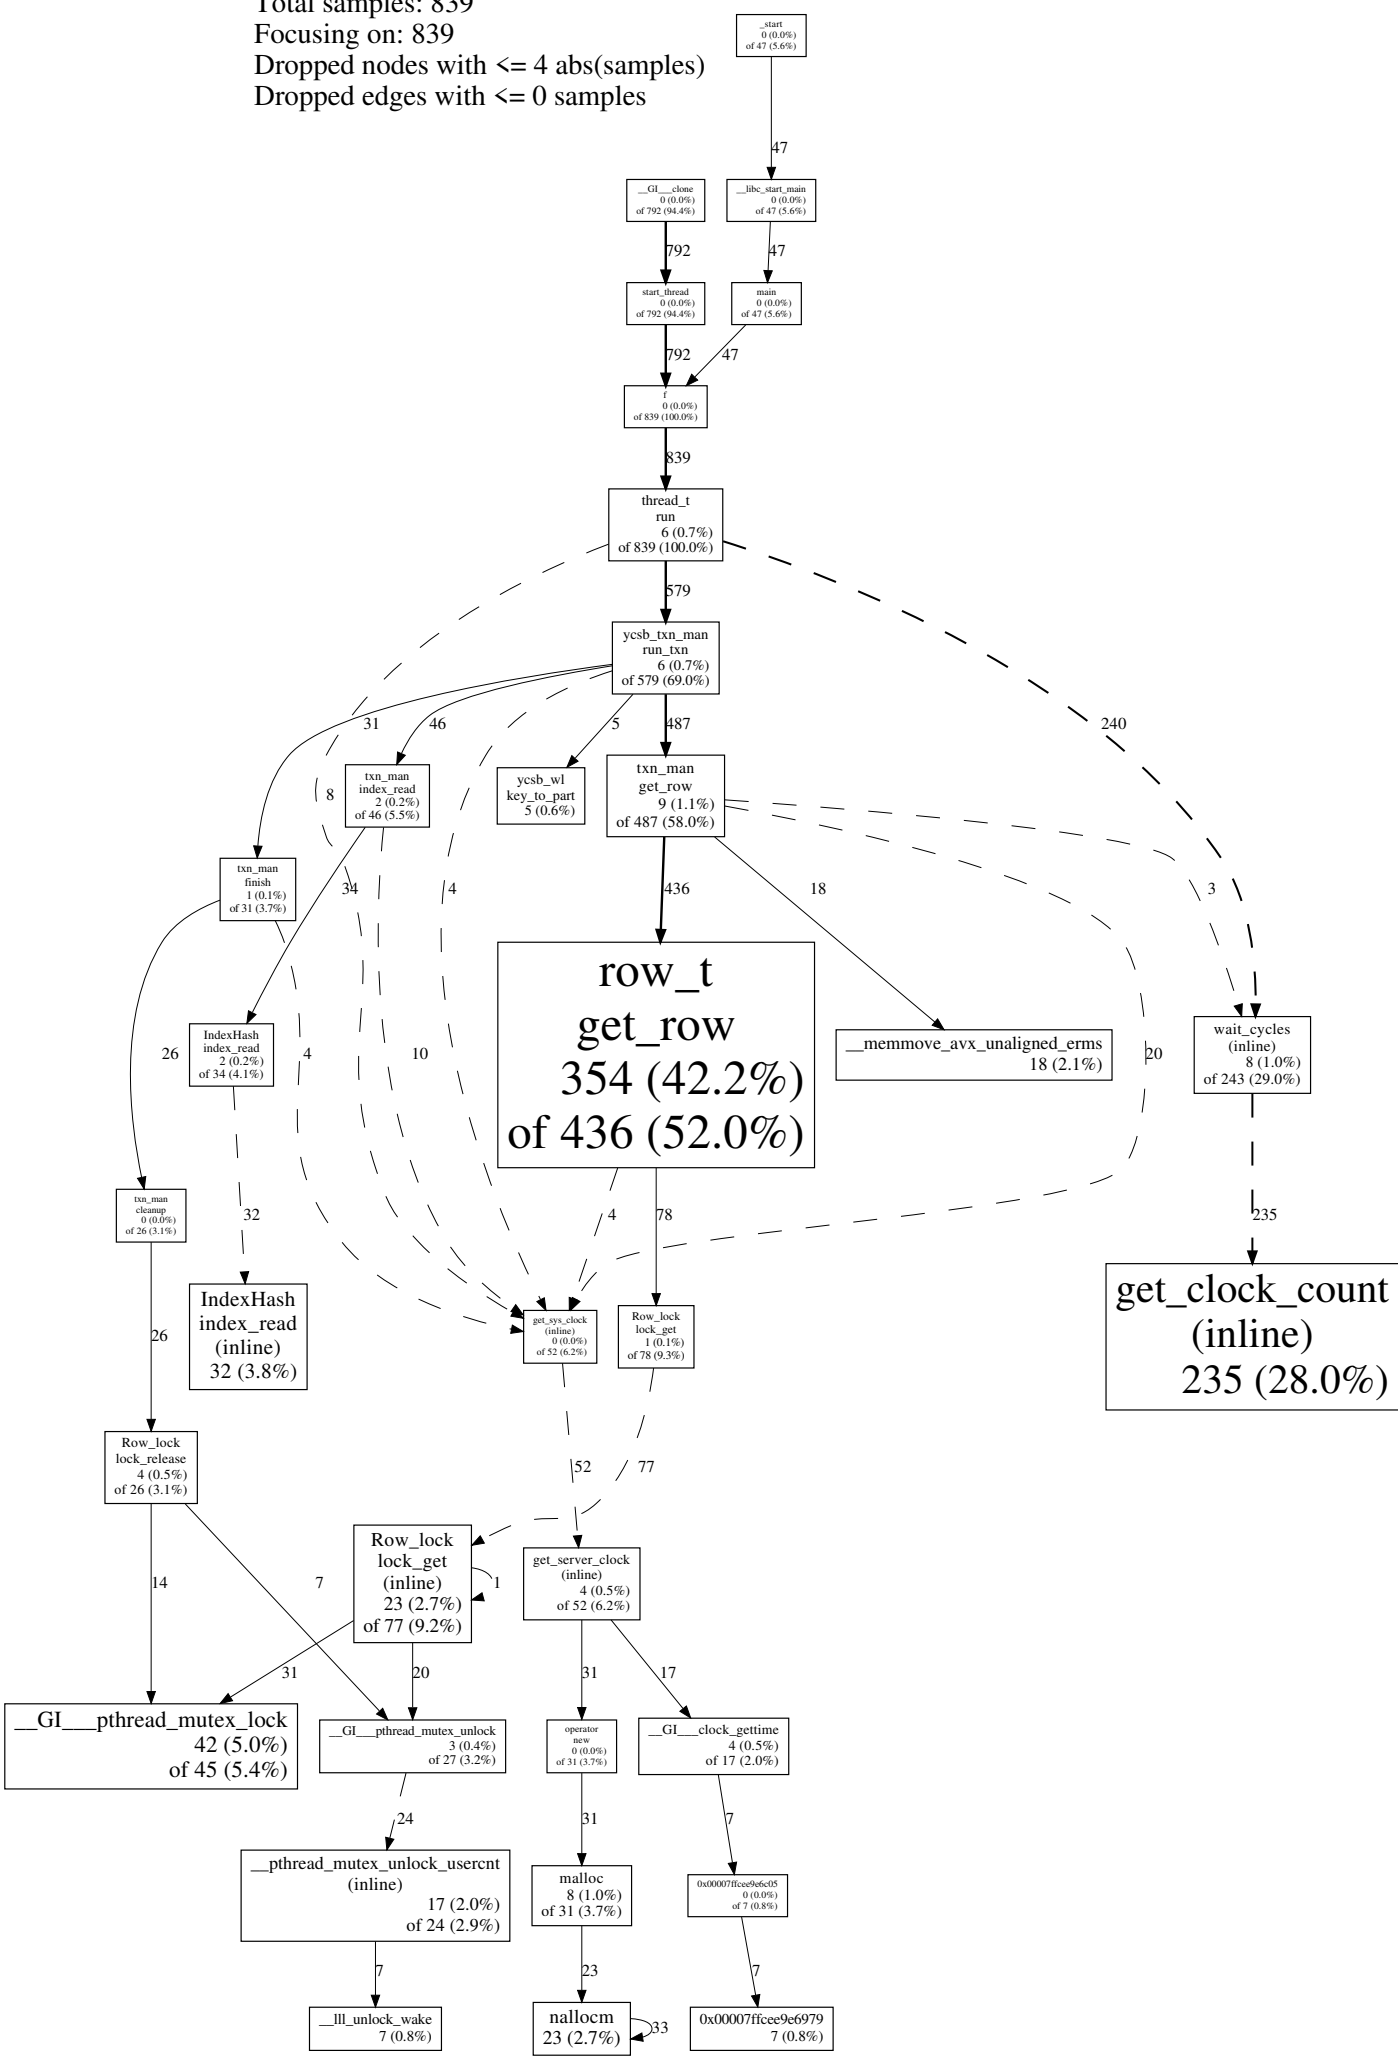 Total samples: 839
Focusing on: 839
Dropped nodes with <= 4 abs(samples)
Dropped edges with <= 0 samples
_start
0 (0.0%)
of 47 (5.6%)
47
__GI___clone
0 (0.0%)
of 792 (94.4%)
__libc_start_main
0 (0.0%)
of 47 (5.6%)
792
47
start_thread
0 (0.0%)
of 792 (94.4%)
main
0 (0.0%)
of 47 (5.6%)
792
47
f
0 (0.0%)
of 839 (100.0%)
839
thread_t
run
6 (0.7%)
of 839 (100.0%)
579
ycsb_txn_man
run_txn
6 (0.7%)
of 579 (69.0%)
31
46
5
487
240
8
txn_man
index_read
2 (0.2%)
of 46 (5.5%)
ycsb_wl
key_to_part
5 (0.6%)
txn_man
get_row
9 (1.1%)
of 487 (58.0%)
txn_man
finish
1 (0.1%)
of 31 (3.7%)
34
4
436
18
3
row_t
get_row
354 (42.2%)
of 436 (52.0%)
26
IndexHash
index_read
2 (0.2%)
of 34 (4.1%)
4
10
__memmove_avx_unaligned_erms
18 (2.1%)
20
wait_cycles
(inline)
8 (1.0%)
of 243 (29.0%)
txn_man
cleanup
0 (0.0%)
of 26 (3.1%)
32
4
78
235
26
IndexHash
index_read
(inline)
32 (3.8%)
get_sys_clock
(inline)
0 (0.0%)
of 52 (6.2%)
Row_lock
lock_get
1 (0.1%)
of 78 (9.3%)
get_clock_count
(inline)
235 (28.0%)
Row_lock
lock_release
4 (0.5%)
of 26 (3.1%)
52
77
14
7
Row_lock
lock_get
(inline)
23 (2.7%)
of 77 (9.2%)
1
get_server_clock
(inline)
4 (0.5%)
of 52 (6.2%)
31
20
31
17
__GI___pthread_mutex_lock
42 (5.0%)
of 45 (5.4%)
__GI___pthread_mutex_unlock
3 (0.4%)
of 27 (3.2%)
operator
new
0 (0.0%)
of 31 (3.7%)
__GI___clock_gettime
4 (0.5%)
of 17 (2.0%)
24
31
7
__pthread_mutex_unlock_usercnt
(inline)
17 (2.0%)
of 24 (2.9%)
malloc
8 (1.0%)
of 31 (3.7%)
0x00007ffcee9e6c05
0 (0.0%)
of 7 (0.8%)
7
23
7
__lll_unlock_wake
7 (0.8%)
nallocm
23 (2.7%)
33
0x00007ffcee9e6979
7 (0.8%)